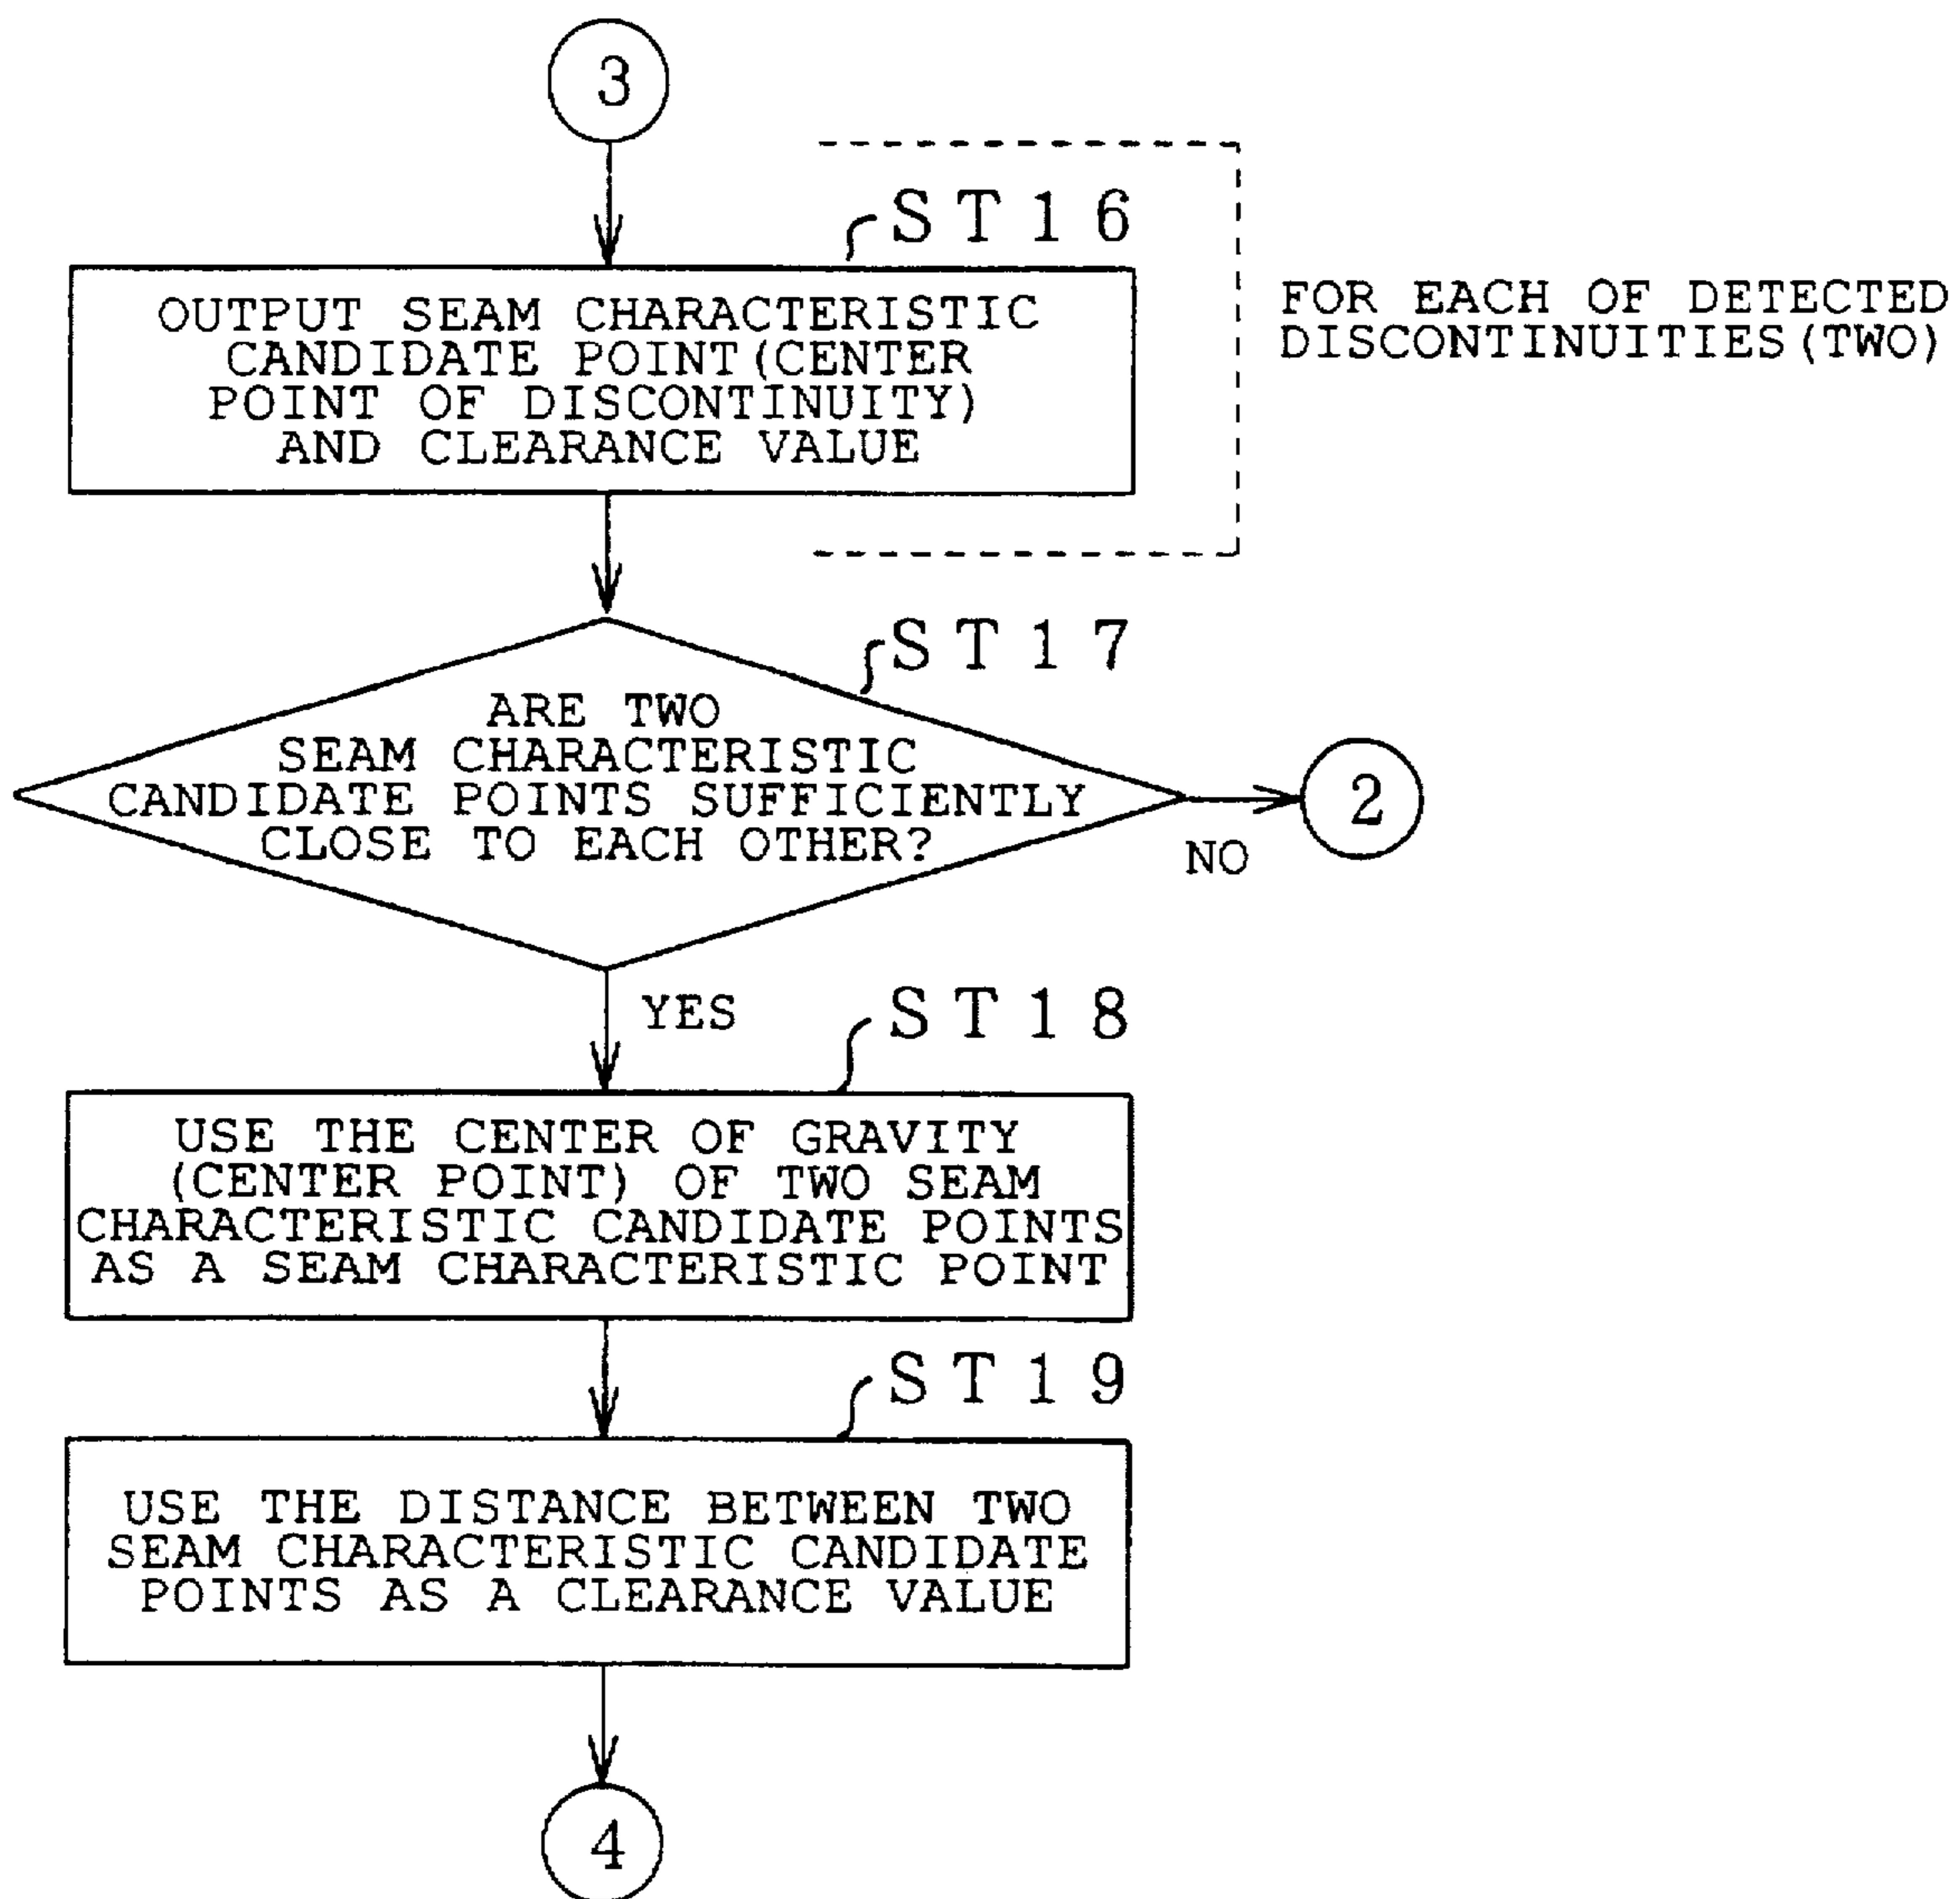 3
ST16
OUTPUT SEAM CHARACTERISTIC
CANDIDATE POINT(CENTER
POINT OF DISCONTINUITY)
AND CLEARANCE VALUE
FOR EACH OF DETECTED
DISCONTINUITIES(TWO)
ST17
ARE TWO
SEAM CHARACTERISTIC
CANDIDATE POINTS SUFFICIENTLY
CLOSE TO EACH OTHER?
2
NO
YES
ST18
USE THE CENTER OF GRAVITY
(CENTER POINT) OF TWO SEAM
CHARACTERISTIC CANDIDATE POINTS
AS A SEAM CHARACTERISTIC POINT
ST19
USE THE DISTANCE BETWEEN TWO
SEAM CHARACTERISTIC CANDIDATE
POINTS AS A CLEARANCE VALUE
4